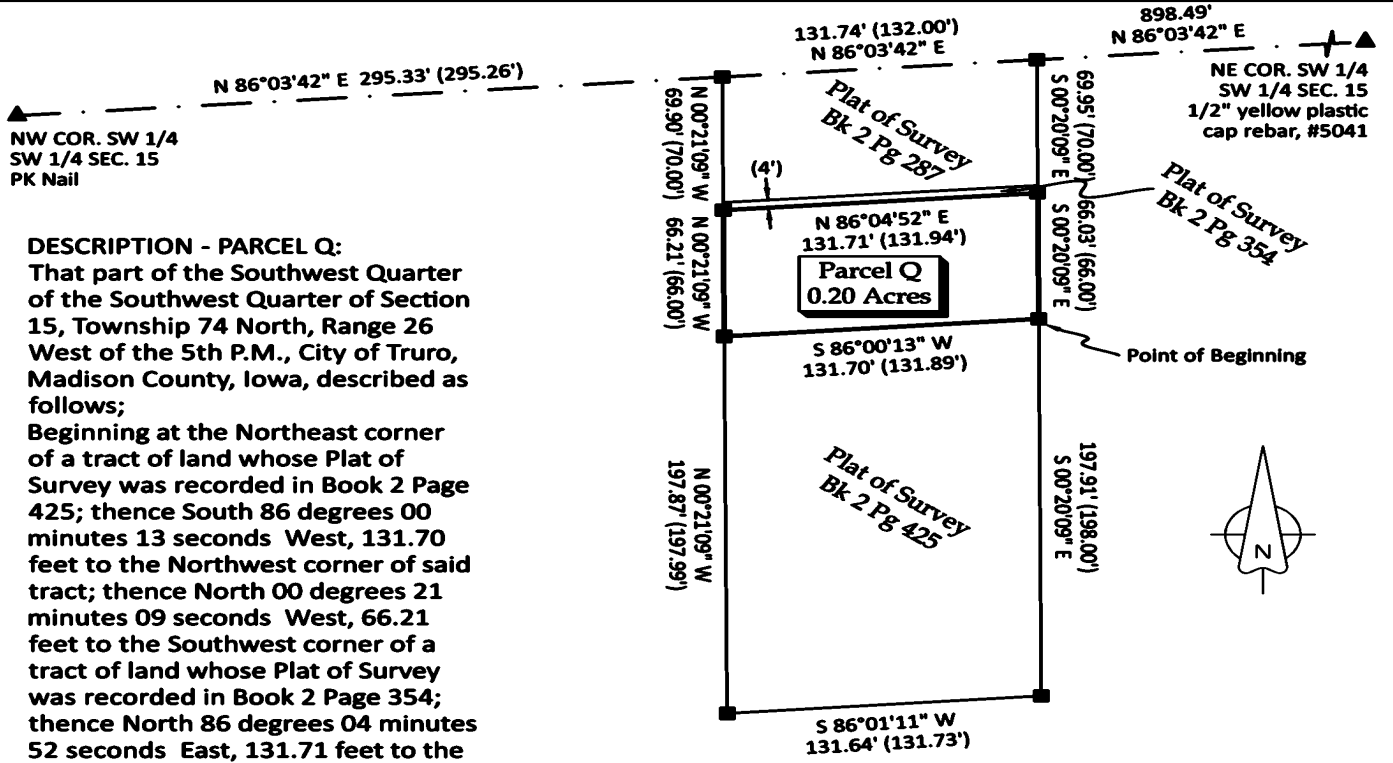 N 86°03'42" E 295.33' (295.26')
131.74' (132.00')
N 86°03'42" E
898.49'
N 86°03'42" E
NW COR. SW 1/4
SW 1/4 SEC. 15
PK Nail
NE COR. SW 1/4
SW 1/4 SEC. 15
1/2" yellow plastic
cap rebar, #5041
N 00°21'09" W
69.90' (70.00')
Plat of Survey
Bk 2 Pg 287
69.95' (70.00')
S 00°20'09" E
Plat of Survey
Bk 2 Pg 354
(4')
N 86°04'52" E
131.71' (131.94')
N 00°21'09" W
66.21' (66.00')
Parcel Q
0.20 Acres
66.03' (66.00')
S 00°20'09" E
S 86°00'13" W
131.70' (131.89')
Point of Beginning
DESCRIPTION - PARCEL Q:
That part of the Southwest Quarter
of the Southwest Quarter of Section
15, Township 74 North, Range 26
West of the 5th P.M., City of Truro,
Madison County, Iowa, described as
follows;
Beginning at the Northeast corner
of a tract of land whose Plat of
Survey was recorded in Book 2 Page
425; thence South 86 degrees 00
minutes 13 seconds West, 131.70
feet to the Northwest corner of said
tract; thence North 00 degrees 21
minutes 09 seconds West, 66.21
feet to the Southwest corner of a
tract of land whose Plat of Survey
was recorded in Book 2 Page 354;
thence North 86 degrees 04 minutes
52 seconds East, 131.71 feet to the
N 00°21'09" W
197.87' (197.99')
Plat of Survey
Bk 2 Pg 425
197.91' (198.00')
S 00°20'09" E
N
S 86°01'11" W
131.64' (131.73')